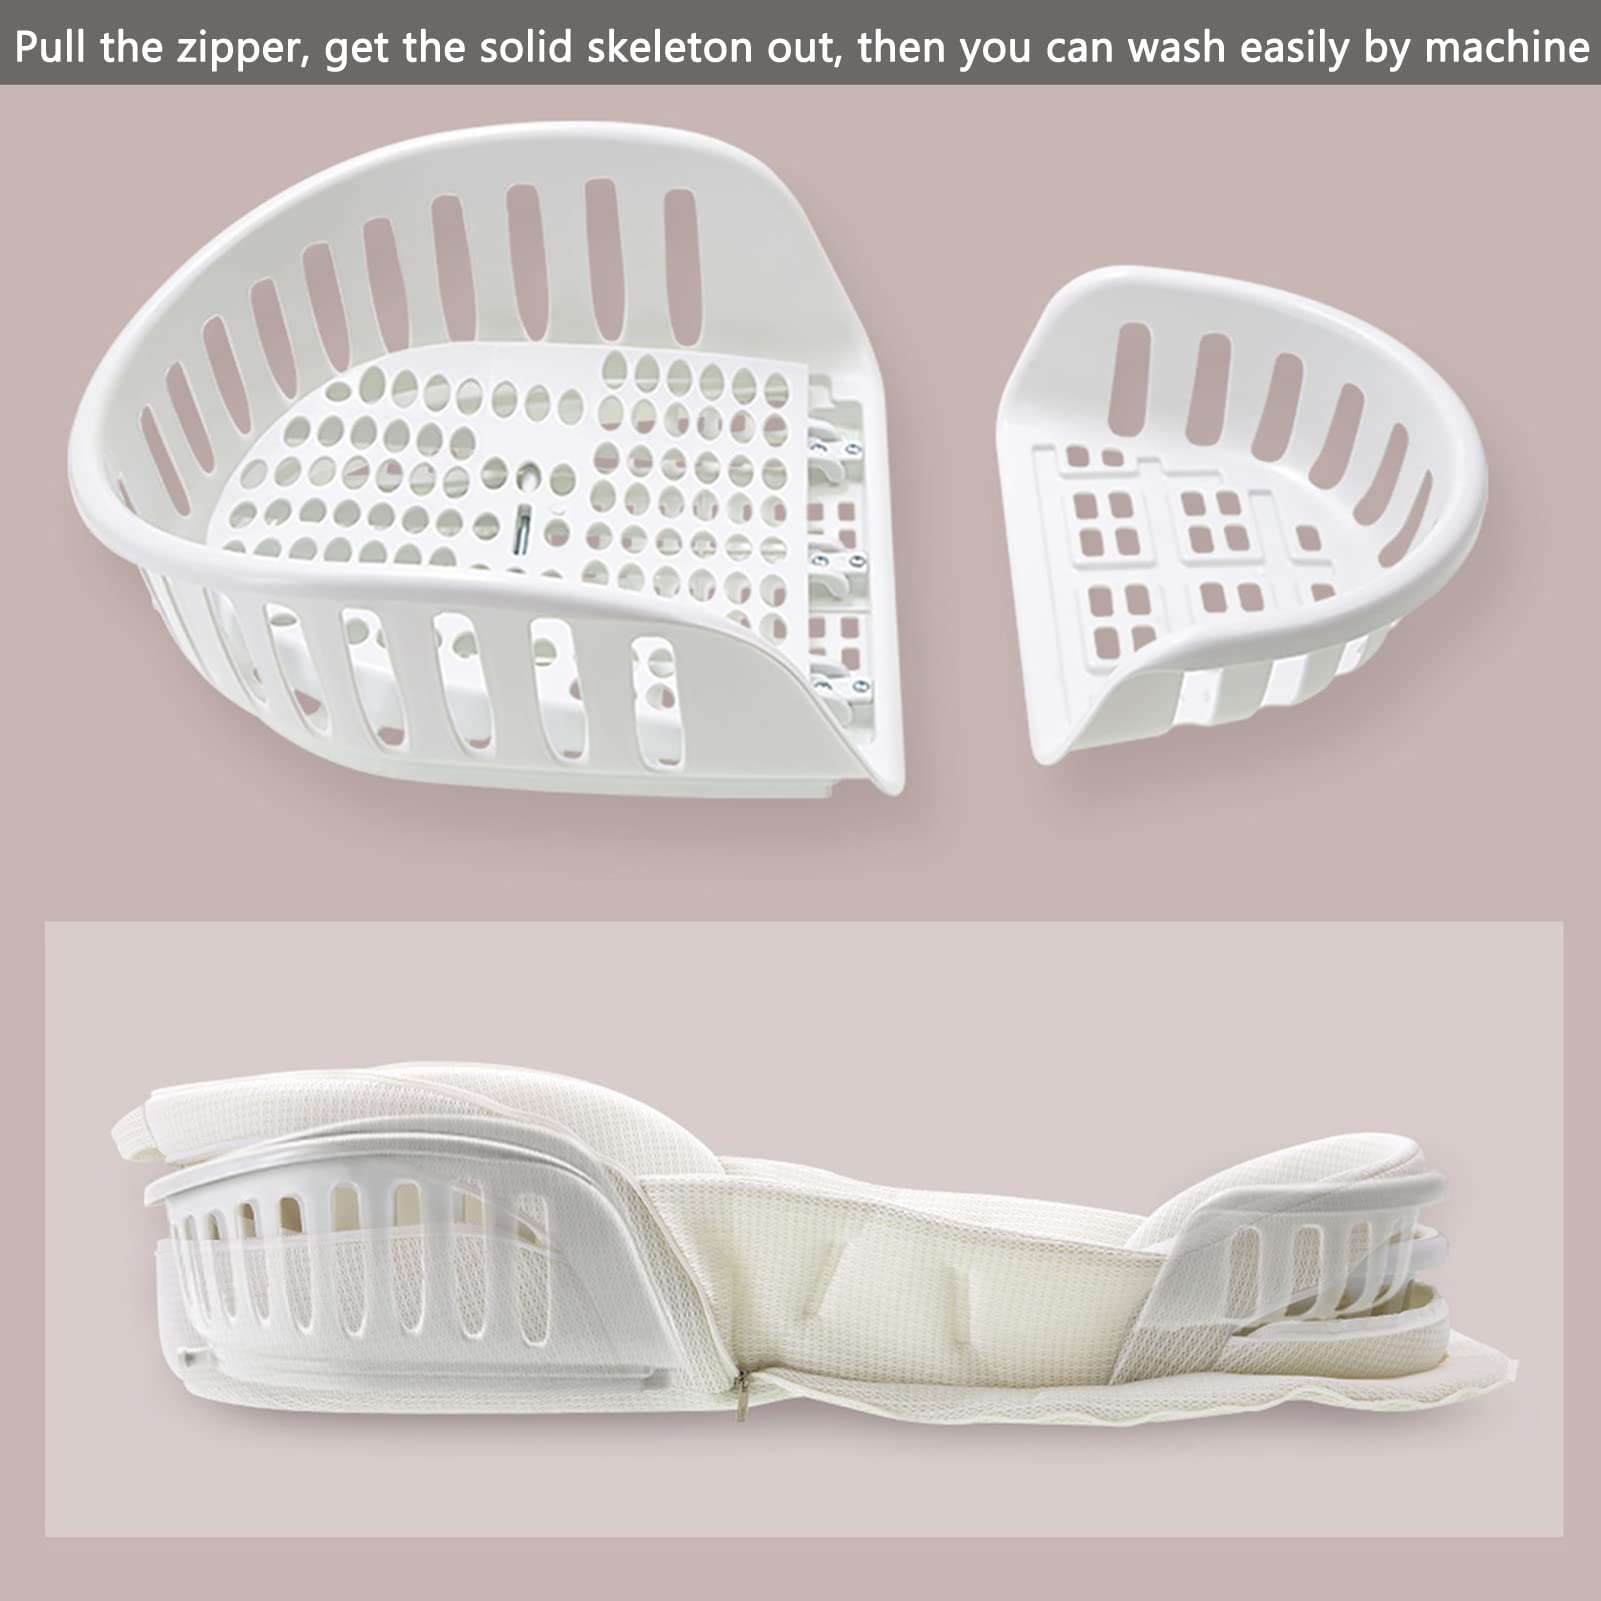 Pull the zipper, get the solid skeleton out, then you can wash easily by machine